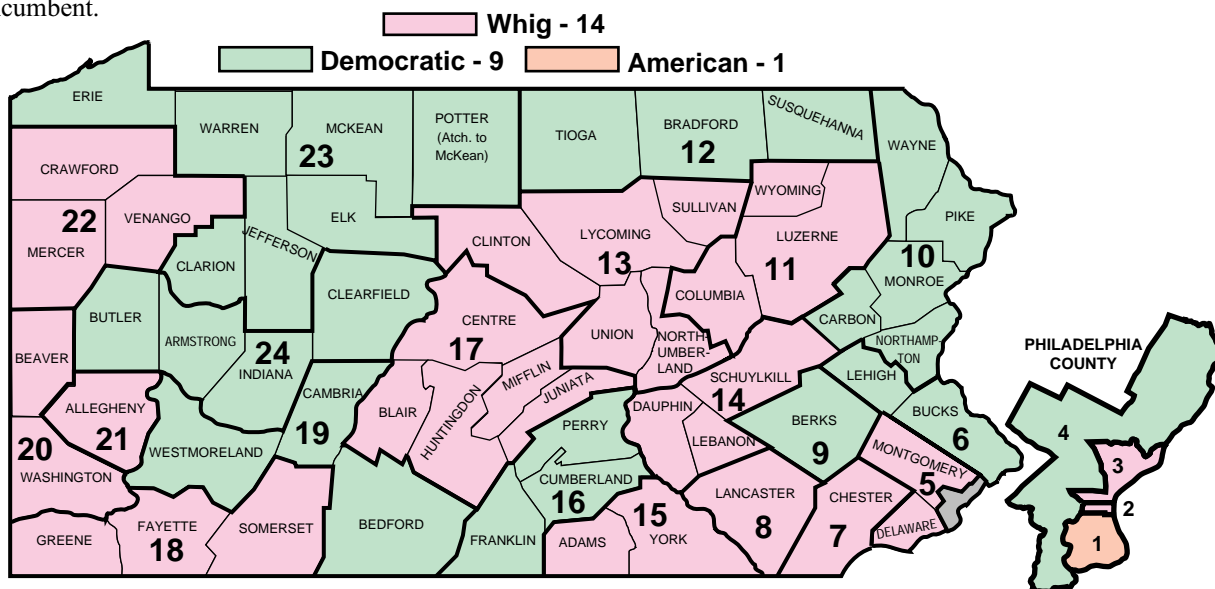 cumbent.
Whig - 14
Democratic - 9 American - 1
ERIE
WARREN
MCKEAN
POTTER
(Atch. to
McKean)
TIOGA
BRADFORD
SUSQUEHANNA
WAYNE
23
12
CRAWFORD
WYOMING
SULLIVAN
PIKE
22
VENANGO
ELK
JEFFERSON
MERCER
CLINTON
LYCOMING
LUZERNE
13
11
10
CLARION
MONROE
CLEARFIELD
COLUMBIA
BUTLER
CENTRE
UNION
CARBON
ARMSTRONG
17
NORTH-
UMBER-
LAND
NORTHAMP-
TON
PHILADELPHIA
COUNTY
BEAVER
24
INDIANA
MIFFLIN
SCHUYLKILL
LEHIGH
CAMBRIA
JUNIATA
14
ALLEGHENY
BLAIR
HUNTINGDON
DAUPHIN
BUCKS
21
19
PERRY
BERKS
6
4
20
WESTMORELAND
LEBANON
9
MONTGOMERY
3
WASHINGTON
CUMBERLAND
5
16
LANCASTER
CHESTER
2
FAYETTE
SOMERSET
BEDFORD
15
8
7
DELAWARE
GREENE
18
FRANKLIN
ADAMS
YORK
1